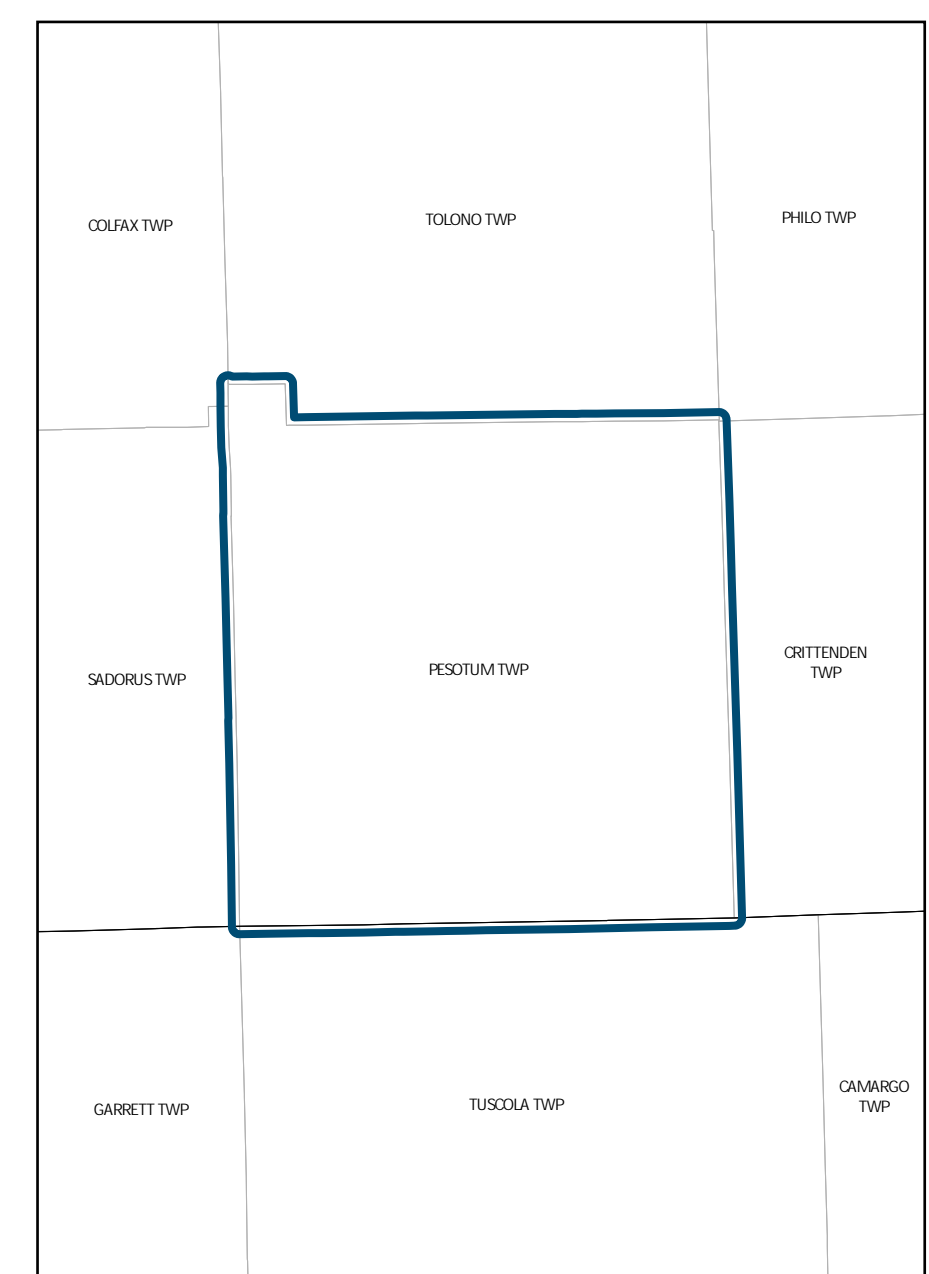 COLFAX TWP
TOLONO TWP
PHILO TWP
SADORUS TWP
PESOTUM TWP
CRITTENDEN
TWP
GARRETT TWP
TUSCOLA TWP
CAMARGO
TWP